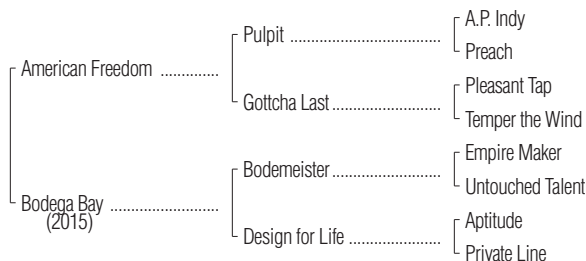 A.P. Indy
Pulpit ........................................
Preach
American Freedom ...............
Pleasant Tap
Gottcha Last.............................
Temper the Wind
Empire Maker
Bodemeister.............................
Untouched Talent
Bodega Bay ............................
(2015)
Aptitude
Design for Life .........................
Private Line